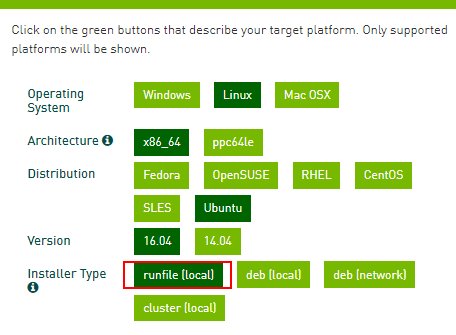 Click on the green buttons that describe your target platform. Only supported
platforms will be shown.
Operating System Windows Linux Mac OSX
Architecture x86_64 ppc64le
Distribution Fedora OpenSUSE RHEL CentOS
SLES Ubuntu
Version 16.04 14.04
Installer Type runfile (local) deb (local) deb (network)
cluster (local)